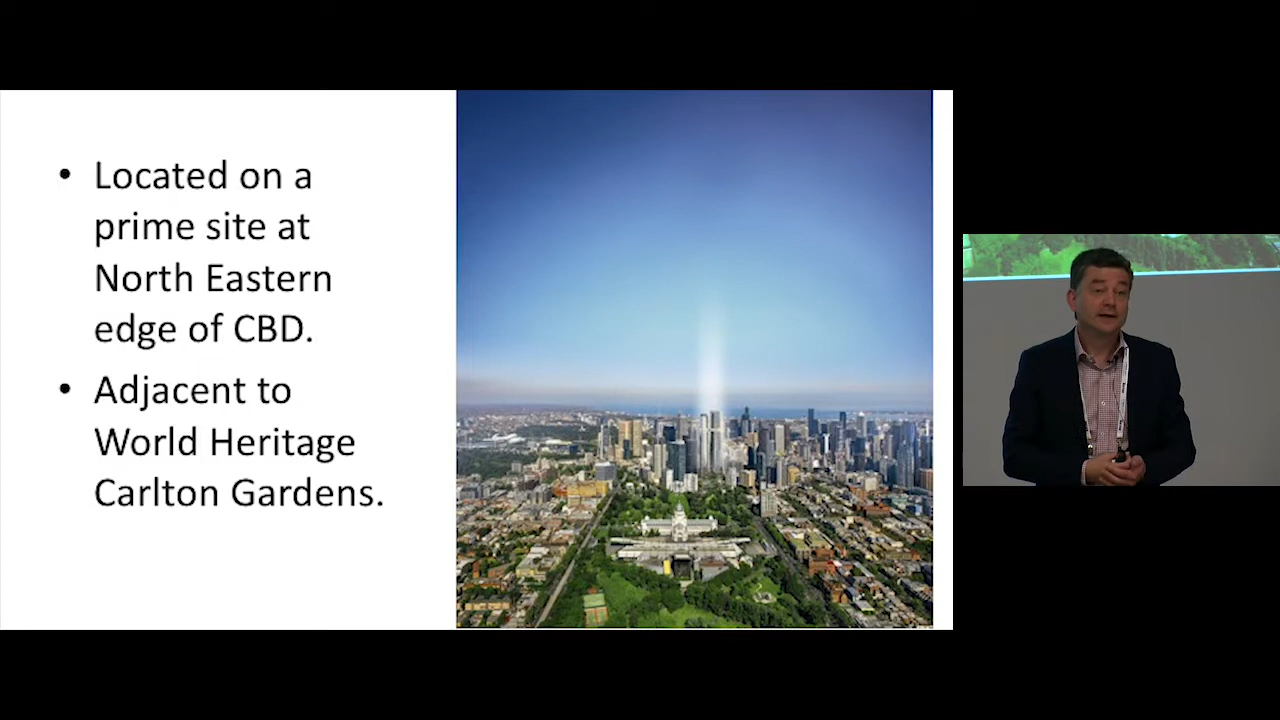 • Located on a
prime site at
North Eastern
edge of CBD.
• Adjacent to
World Heritage
Carlton Gardens.